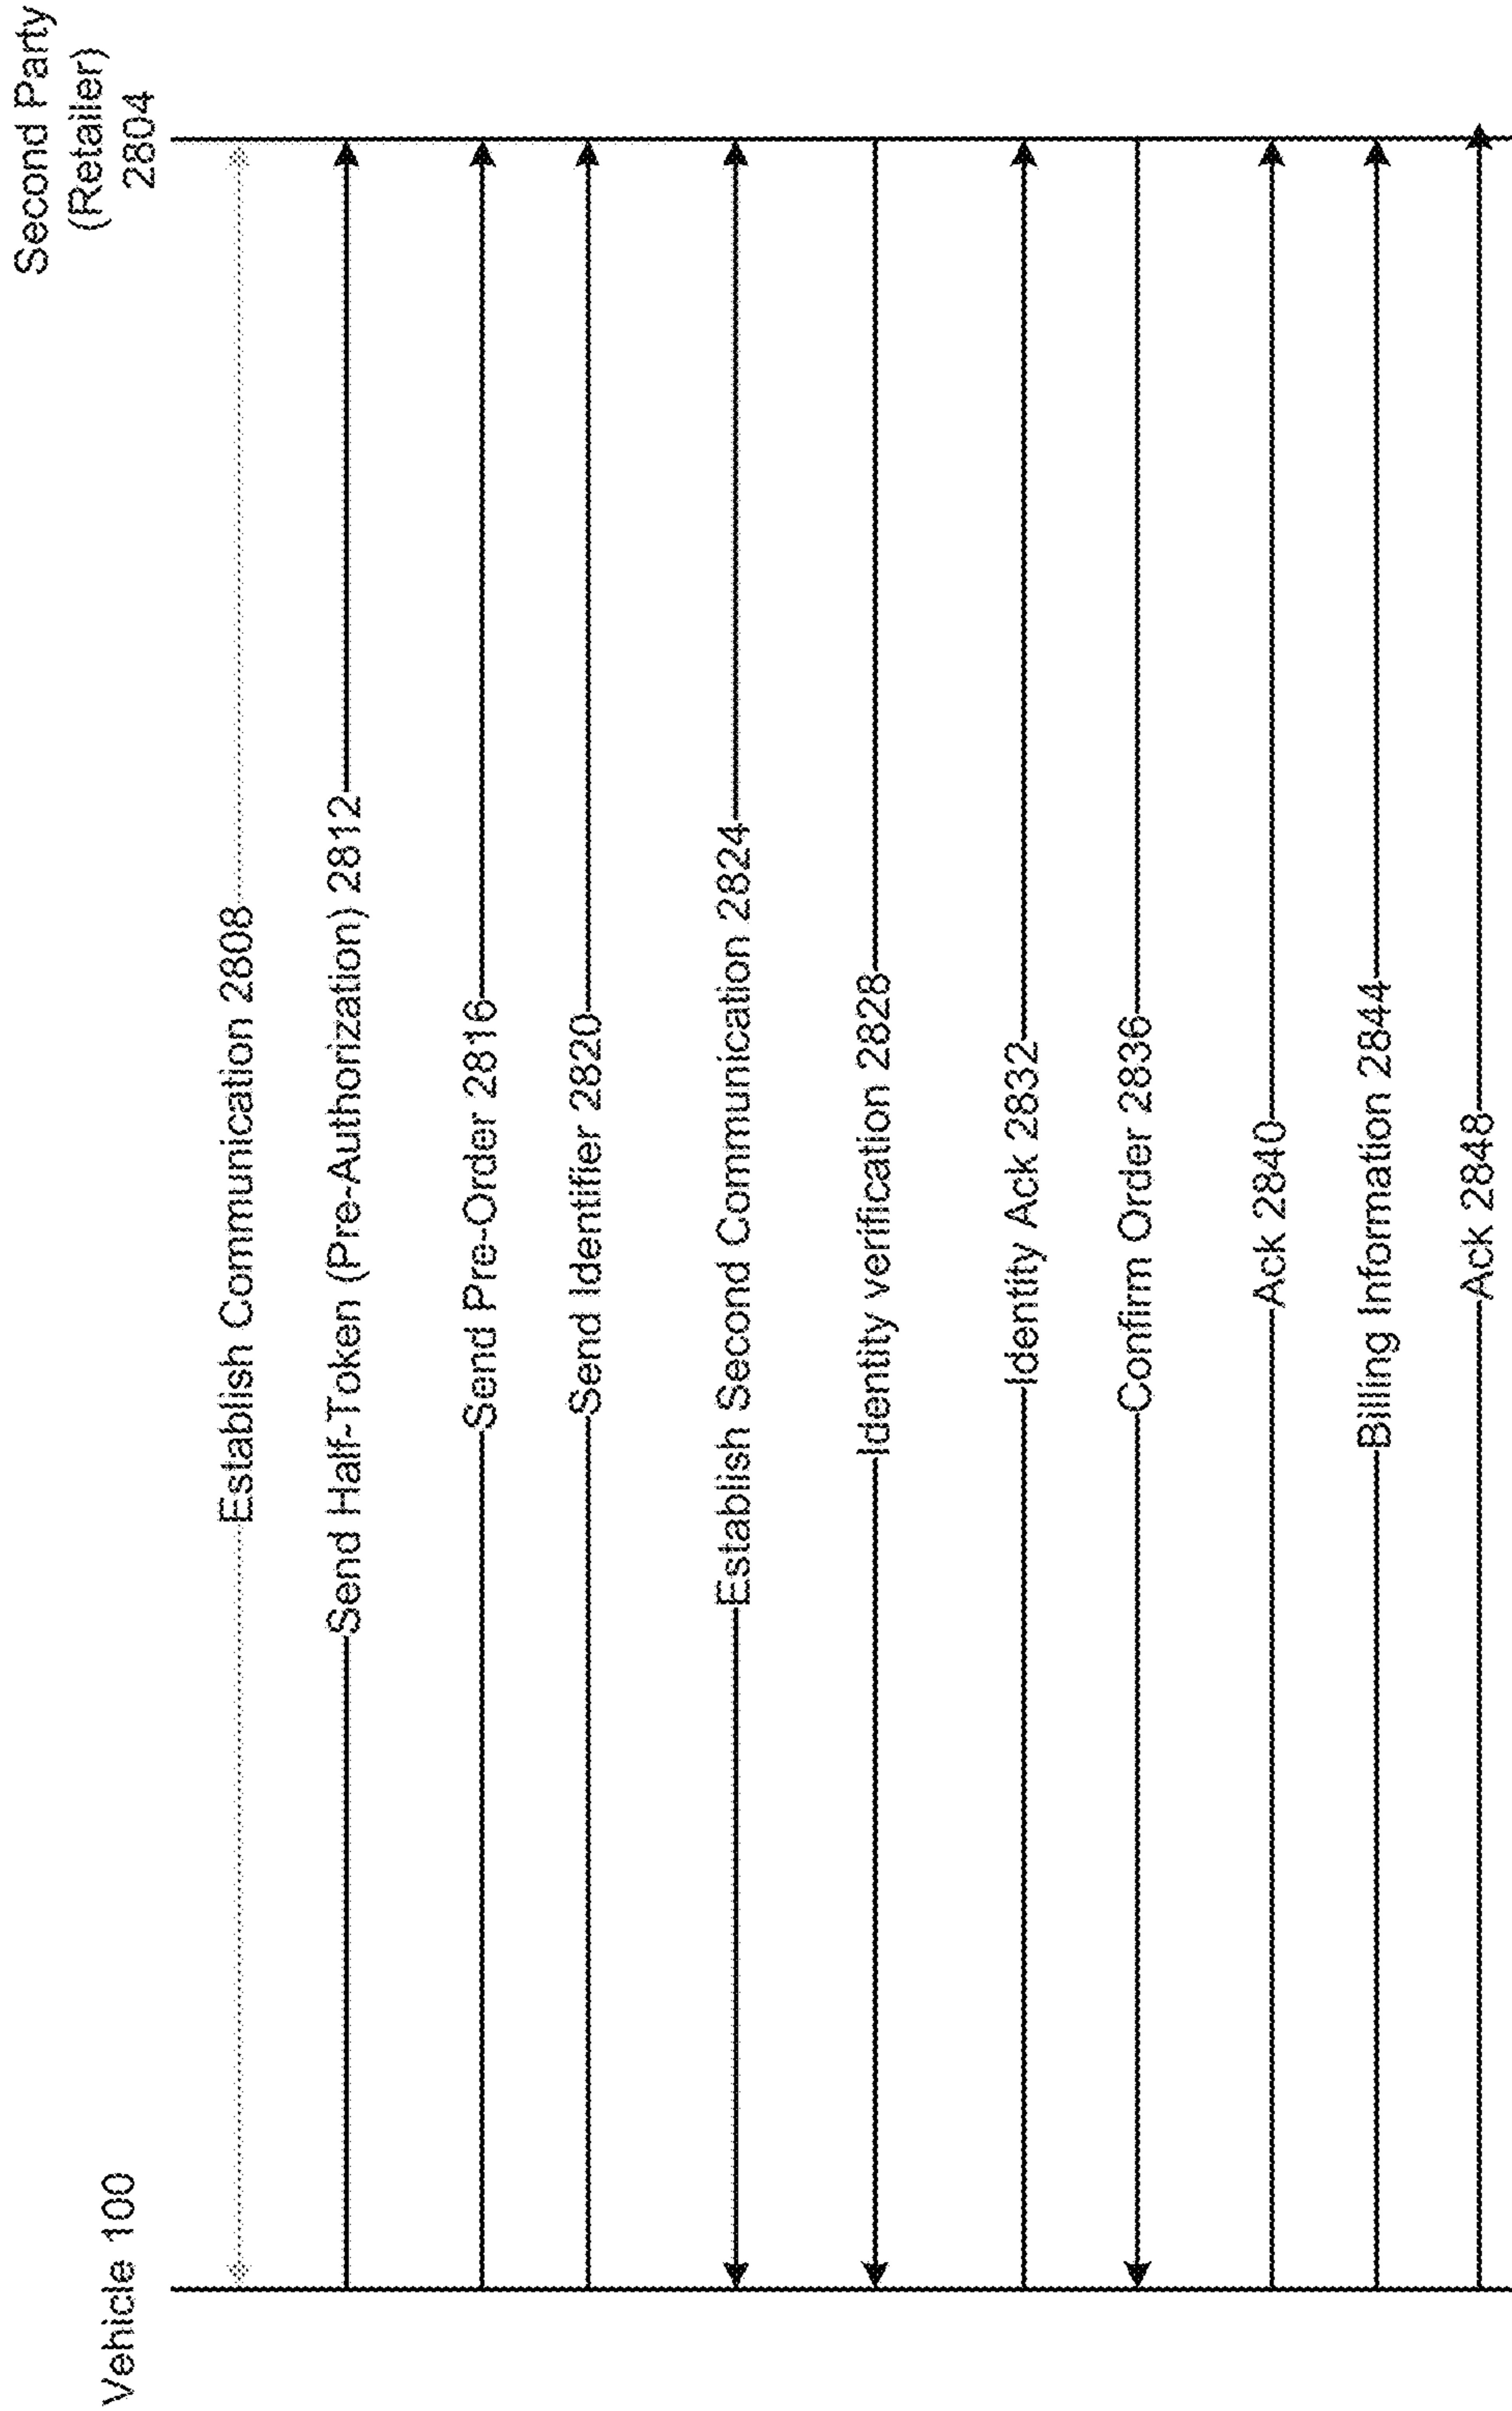 Vehicle 100
Second Party
(Retailer)
2804
Establish Communication 2808
Send Half-Token (Pre-Authorization) 2812
Send Pre-Order 2816
Send Identifier 2820
Establish Second Communication 2824
Identity verification 2828
Identity Ack 2832
Confirm Order 2836
Ack 2840
Billing Information 2844
Ack 2848